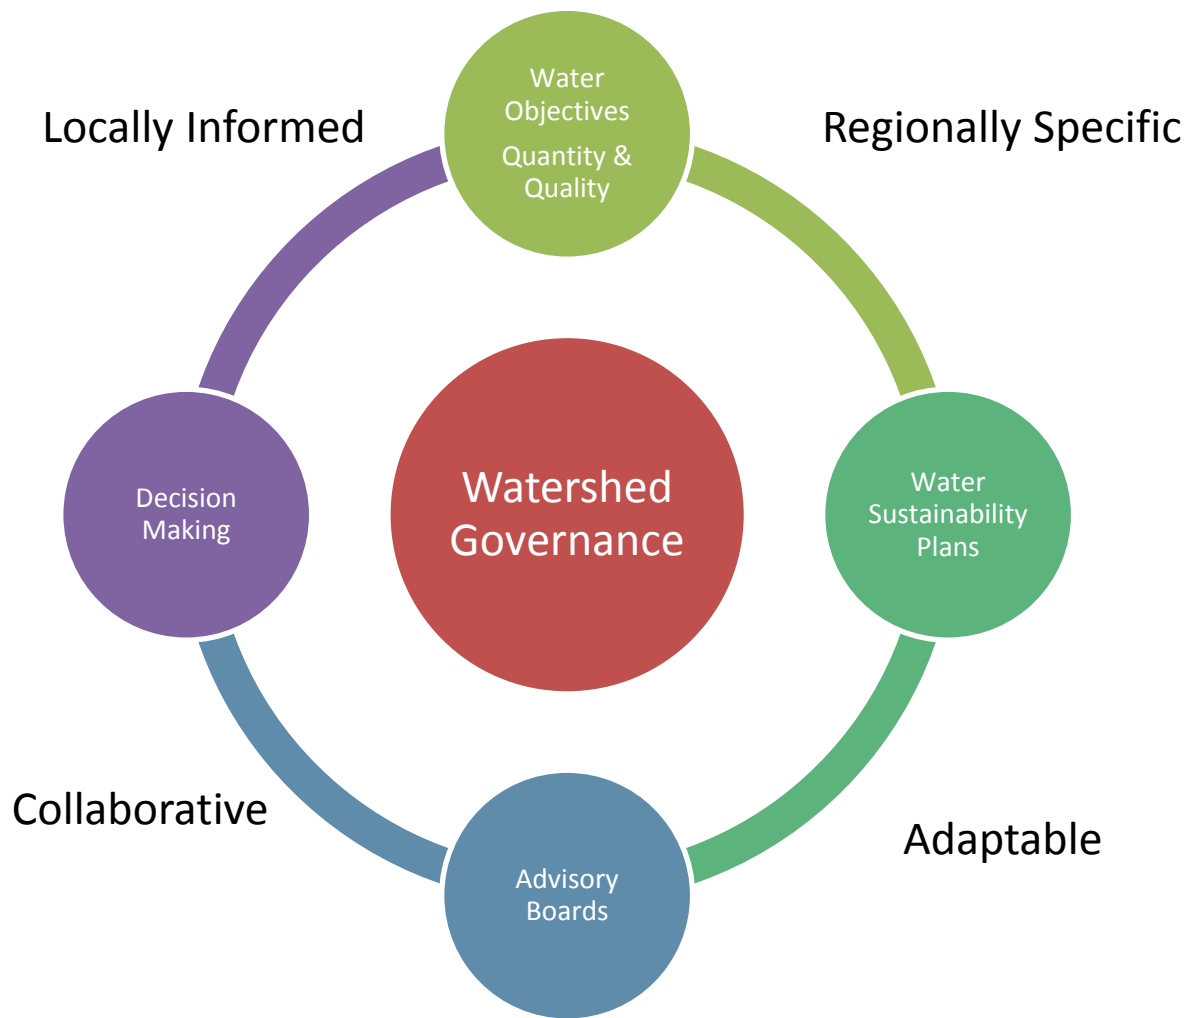 Water
Objectives
Quantity &
Quality
Locally Informed
Regionally Specific
Decision
Making
Watershed
Governance
Water
Sustainability
Plans
Collaborative
Adaptable
Advisory
Boards